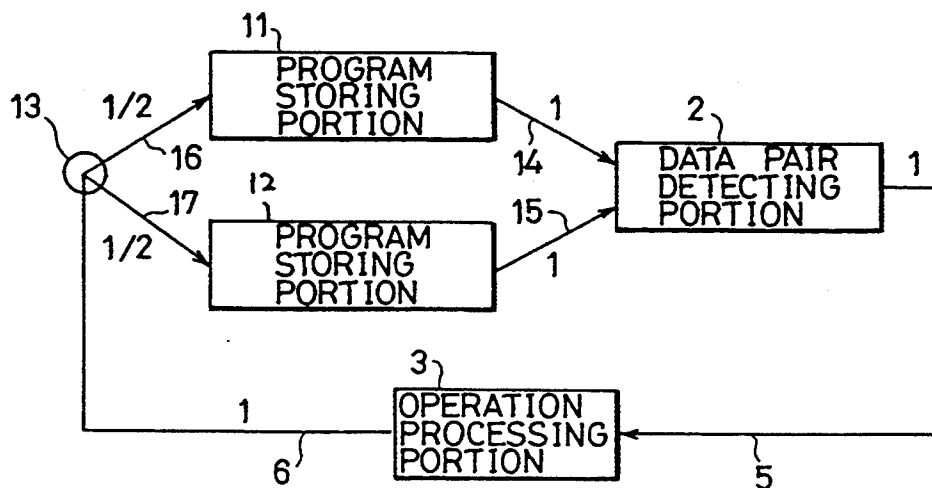 11
PROGRAM
STORING
PORTION
13
1/2
16
1
14
2
DATA PAIR
DETECTING
PORTION
1
17
1/2
12
PROGRAM
STORING
PORTION
15
1
3
OPERATION
PROCESSING
PORTION
1
6
5